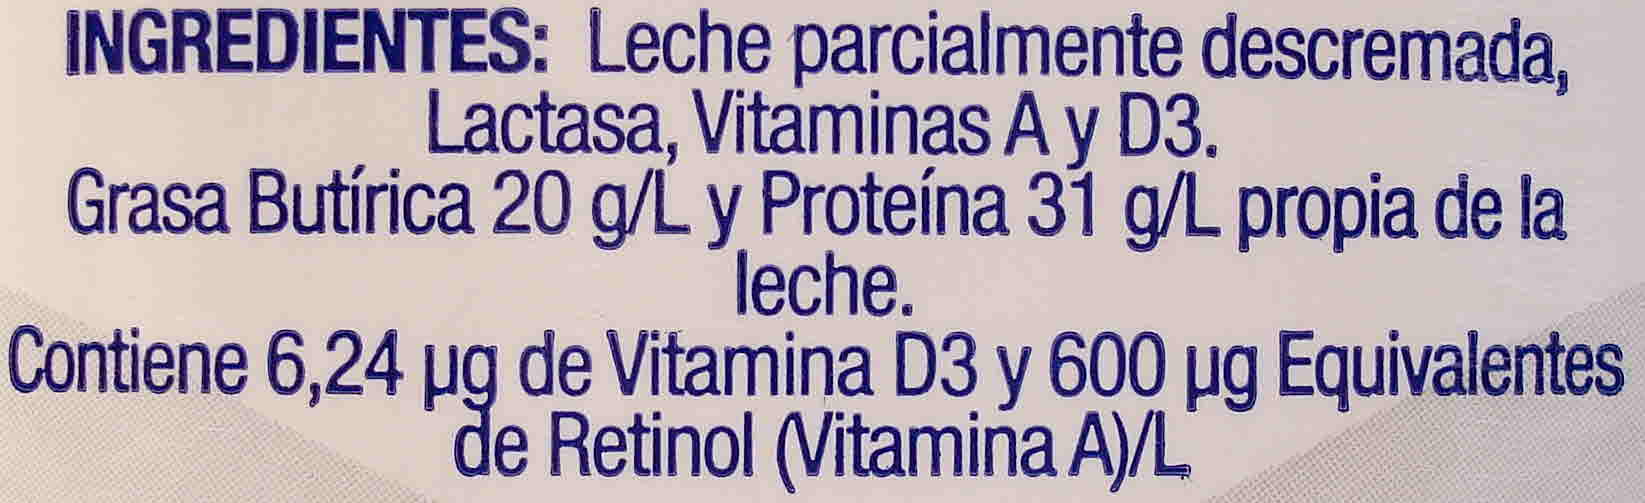 INGREDIENTES: Leche parcialmente descremada,
Lactasa, Vitaminas A y D3.
Grasa Butírica 20 g/L y Proteína 31 g/L propia de la
leche.
Contiene 6,24 µg de Vitamina D3 y 600 µg Equivalentes
de Retinol (Vitamina A)/L